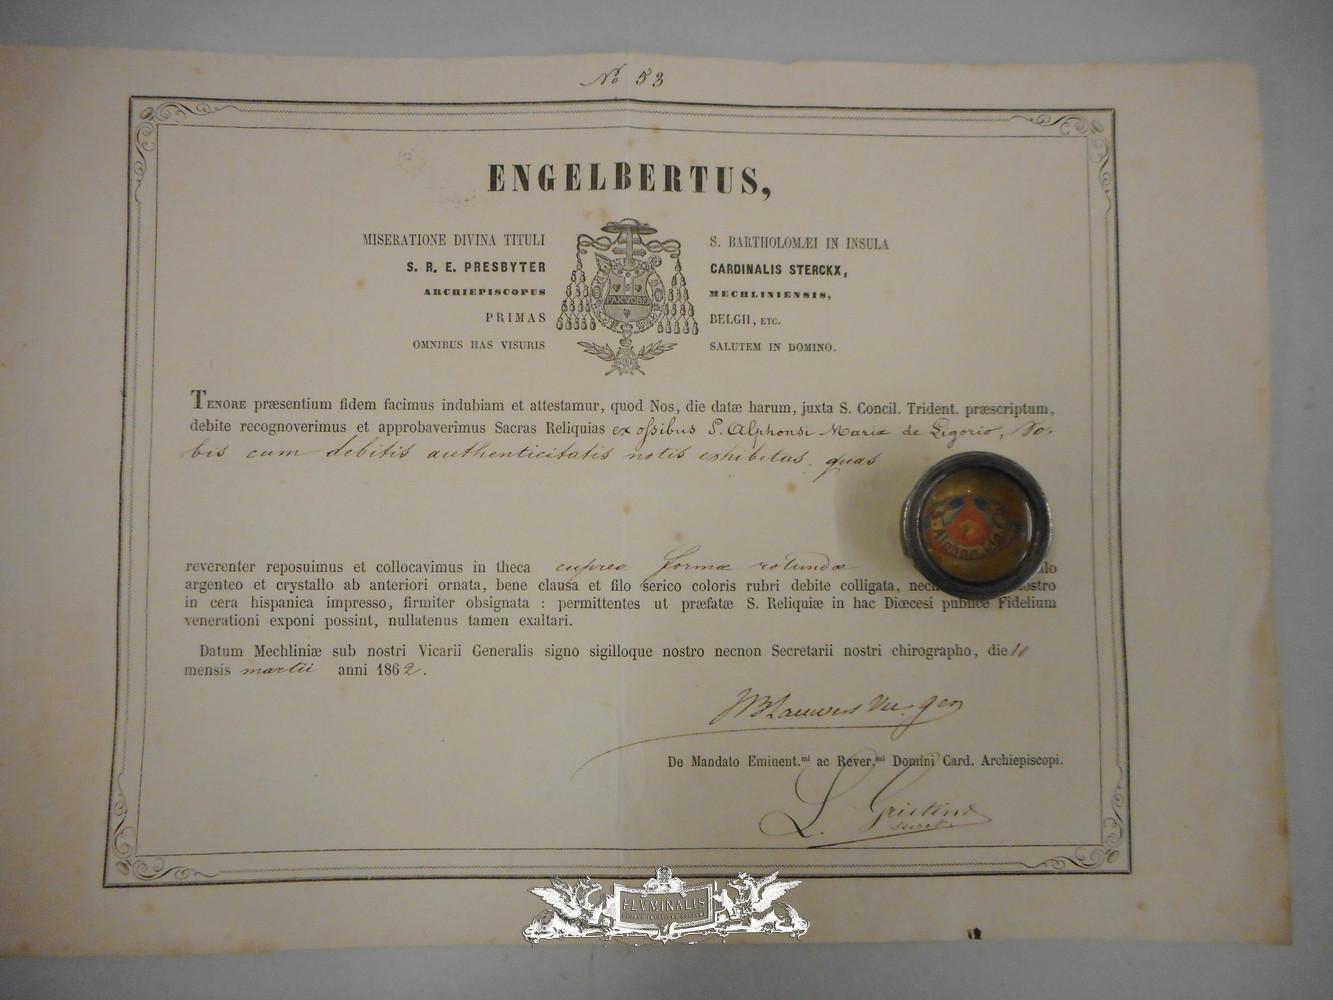 No 53
ENGELBERTUS,
MISERATIONE DIVINA TITULI S. BARTHOLOMÆI IN INSULA
S. R. E. PRESBYTER CARDINALIS STERCKX,
ARCHIEPISCOPUS MECHLINIENSIS,
PRIMAS BELGII, ETC.
OMNIBUS HAS VISURIS SALUTEM IN DOMINO.
PAX VOBIS
TENORE præsentium fidem facimus indubiam et attestamur, quod Nos, die datæ harum, juxta S. Concil. Trident. præscriptum,
debite recognoverimus et approbaverimus Sacras Reliquias ex ossibus S. Alphonsi Mariæ de Ligorio, No-
bis cum debitis authenticitatis notis exhibitas, quas
reverenter reposuimus et collocavimus in theca cuprea formæ rotundæ
argenteo et crystallo ab anteriori ornata, bene clausa et filo serico coloris rubri debite colligata,
in cera hispanica impresso, firmiter obsignata : permittentes ut præfatæ S. Reliquiæ in hac Diœcesi publice Fidelium
venerationi exponi possint, nullatenus tamen exaltari.
Datum Mechliniæ sub nostri Vicarii Generalis signo sigilloque nostro necnon Secretarii nostri chirographo, die 10
mensis martii anni 1862.
Lauwers Vic. gen
De Mandato Eminent.mi ac Rever.mi Domini Card. Archiepiscopi.
L.
secret.
FLVMINALIS